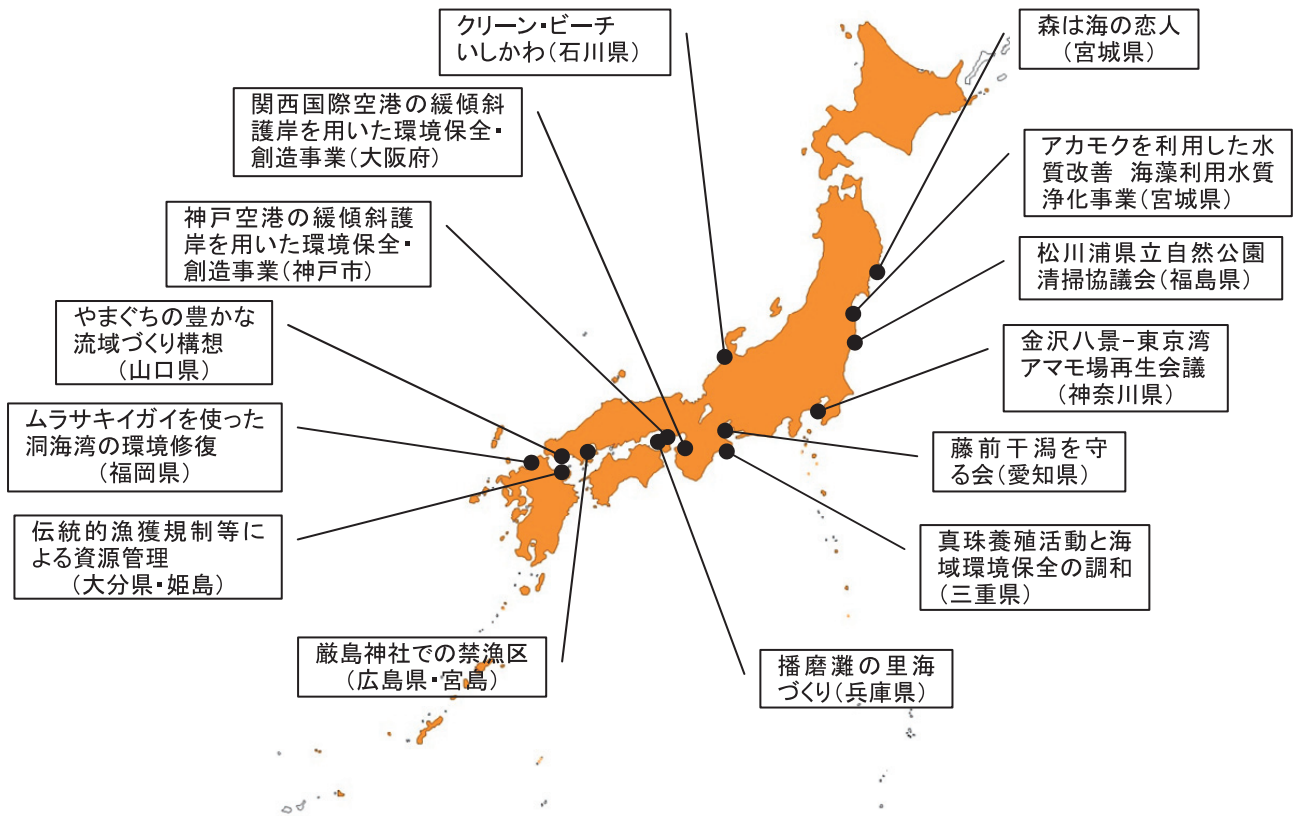 クリーン・ビーチ
いしかわ(石川県)
森は海の恋人
(宮城県)
関西国際空港の緩傾斜
護岸を用いた環境保全・
創造事業(大阪府)
アカモクを利用した水
質改善 海藻利用水質
浄化事業(宮城県)
神戸空港の緩傾斜護
岸を用いた環境保全・
創造事業(神戸市)
松川浦県立自然公園
清掃協議会(福島県)
やまぐちの豊かな
流域づくり構想
(山口県)
金沢八景−東京湾
アマモ場再生会議
(神奈川県)
ムラサキイガイを使った
洞海湾の環境修復
(福岡県)
藤前干潟を守
る会(愛知県)
伝統的漁獲規制等に
よる資源管理
(大分県・姫島)
真珠養殖活動と海
域環境保全の調和
(三重県)
厳島神社での禁漁区
(広島県・宮島)
播磨灘の里海
づくり(兵庫県)